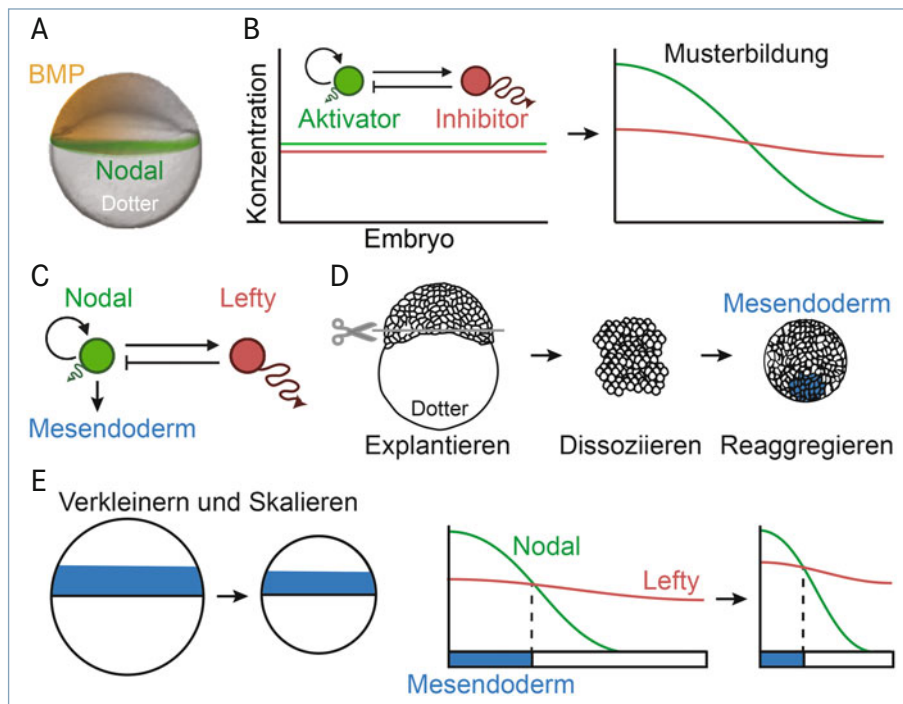 A
BMP
Nodal
Dotter
B
Konzentration
Aktivator
Inhibitor
Embryo
Musterbildung
C
Nodal
Lefty
Mesendoderm
D
Dotter
Explantieren
Dissoziieren
Mesendoderm
Reaggregieren
E
Verkleinern und Skalieren
Nodal
Lefty
Mesendoderm